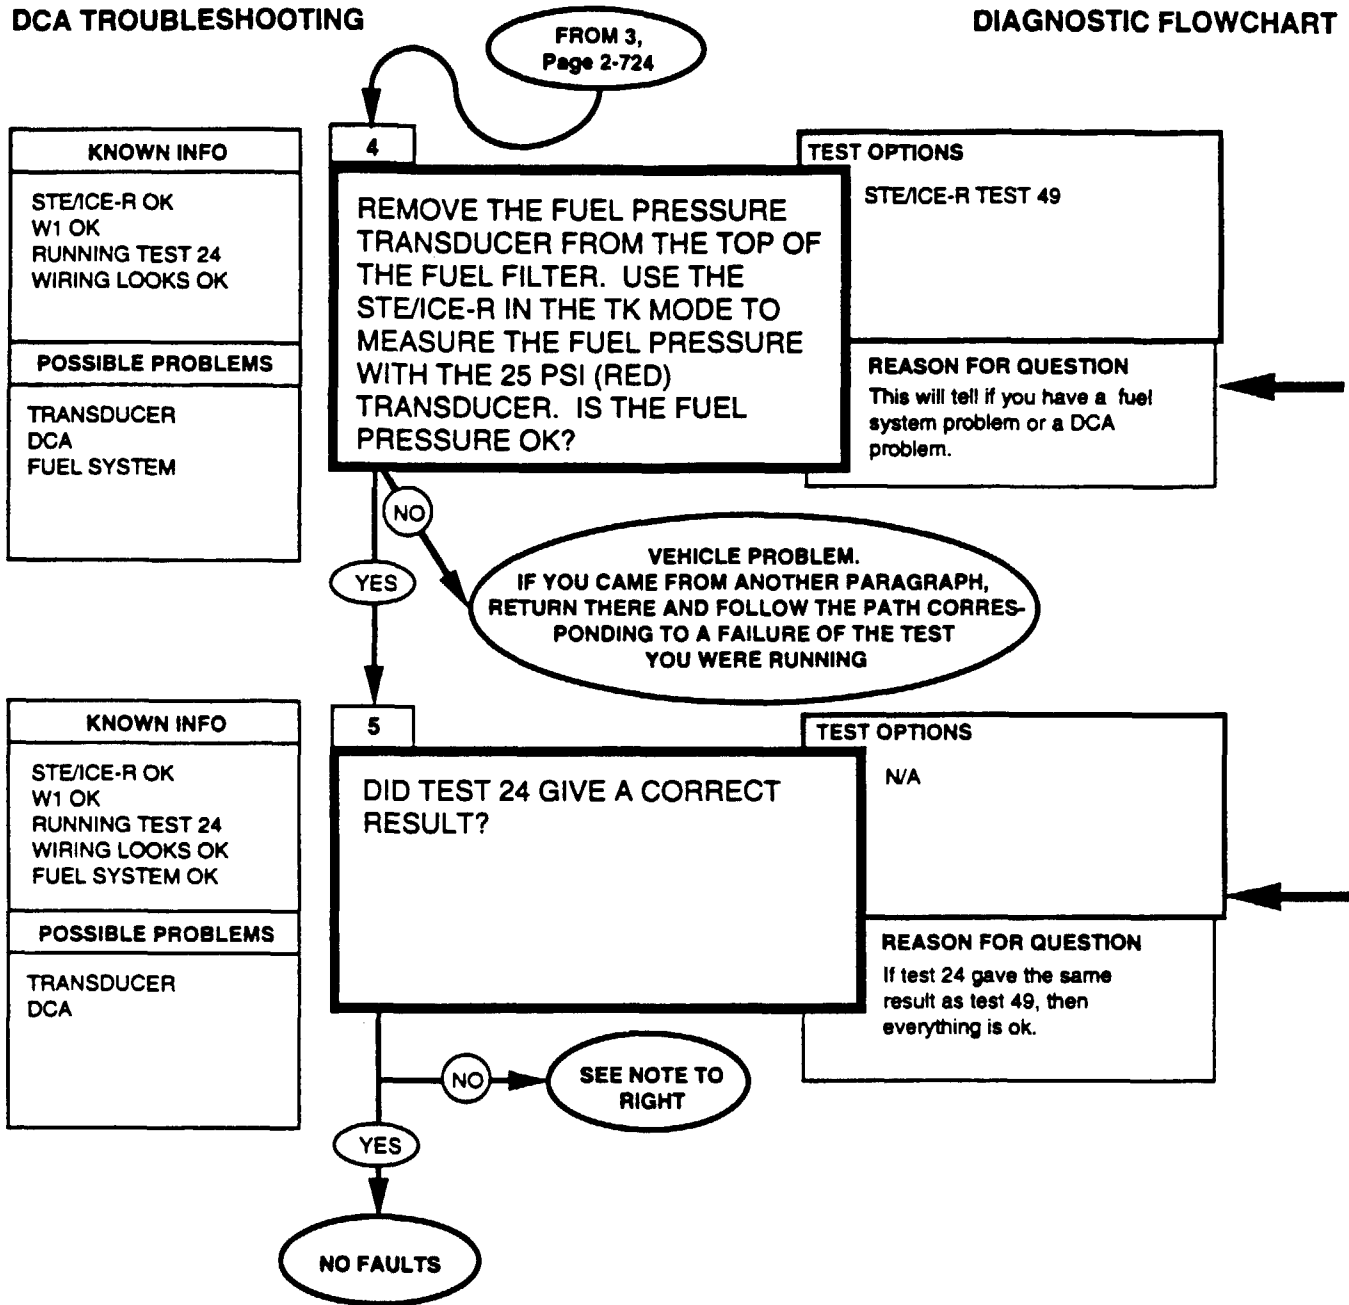 DCA TROUBLESHOOTING
DIAGNOSTIC FLOWCHART
FROM 3,
Page 2-724
KNOWN INFO
STE/ICE-R OK
W1 OK
RUNNING TEST 24
WIRING LOOKS OK
POSSIBLE PROBLEMS
TRANSDUCER
DCA
FUEL SYSTEM
4
REMOVE THE FUEL PRESSURE
TRANSDUCER FROM THE TOP OF
THE FUEL FILTER. USE THE
STE/ICE-R IN THE TK MODE TO
MEASURE THE FUEL PRESSURE
WITH THE 25 PSI (RED)
TRANSDUCER. IS THE FUEL
PRESSURE OK?
TEST OPTIONS
STE/ICE-R TEST 49
REASON FOR QUESTION
This will tell if you have a fuel
system problem or a DCA
problem.
NO
YES
VEHICLE PROBLEM.
IF YOU CAME FROM ANOTHER PARAGRAPH,
RETURN THERE AND FOLLOW THE PATH CORRES-
PONDING TO A FAILURE OF THE TEST
YOU WERE RUNNING
KNOWN INFO
STE/ICE-R OK
W1 OK
RUNNING TEST 24
WIRING LOOKS OK
FUEL SYSTEM OK
POSSIBLE PROBLEMS
TRANSDUCER
DCA
5
DID TEST 24 GIVE A CORRECT
RESULT?
TEST OPTIONS
N/A
REASON FOR QUESTION
If test 24 gave the same
result as test 49, then
everything is ok.
NO
SEE NOTE TO
RIGHT
YES
NO FAULTS